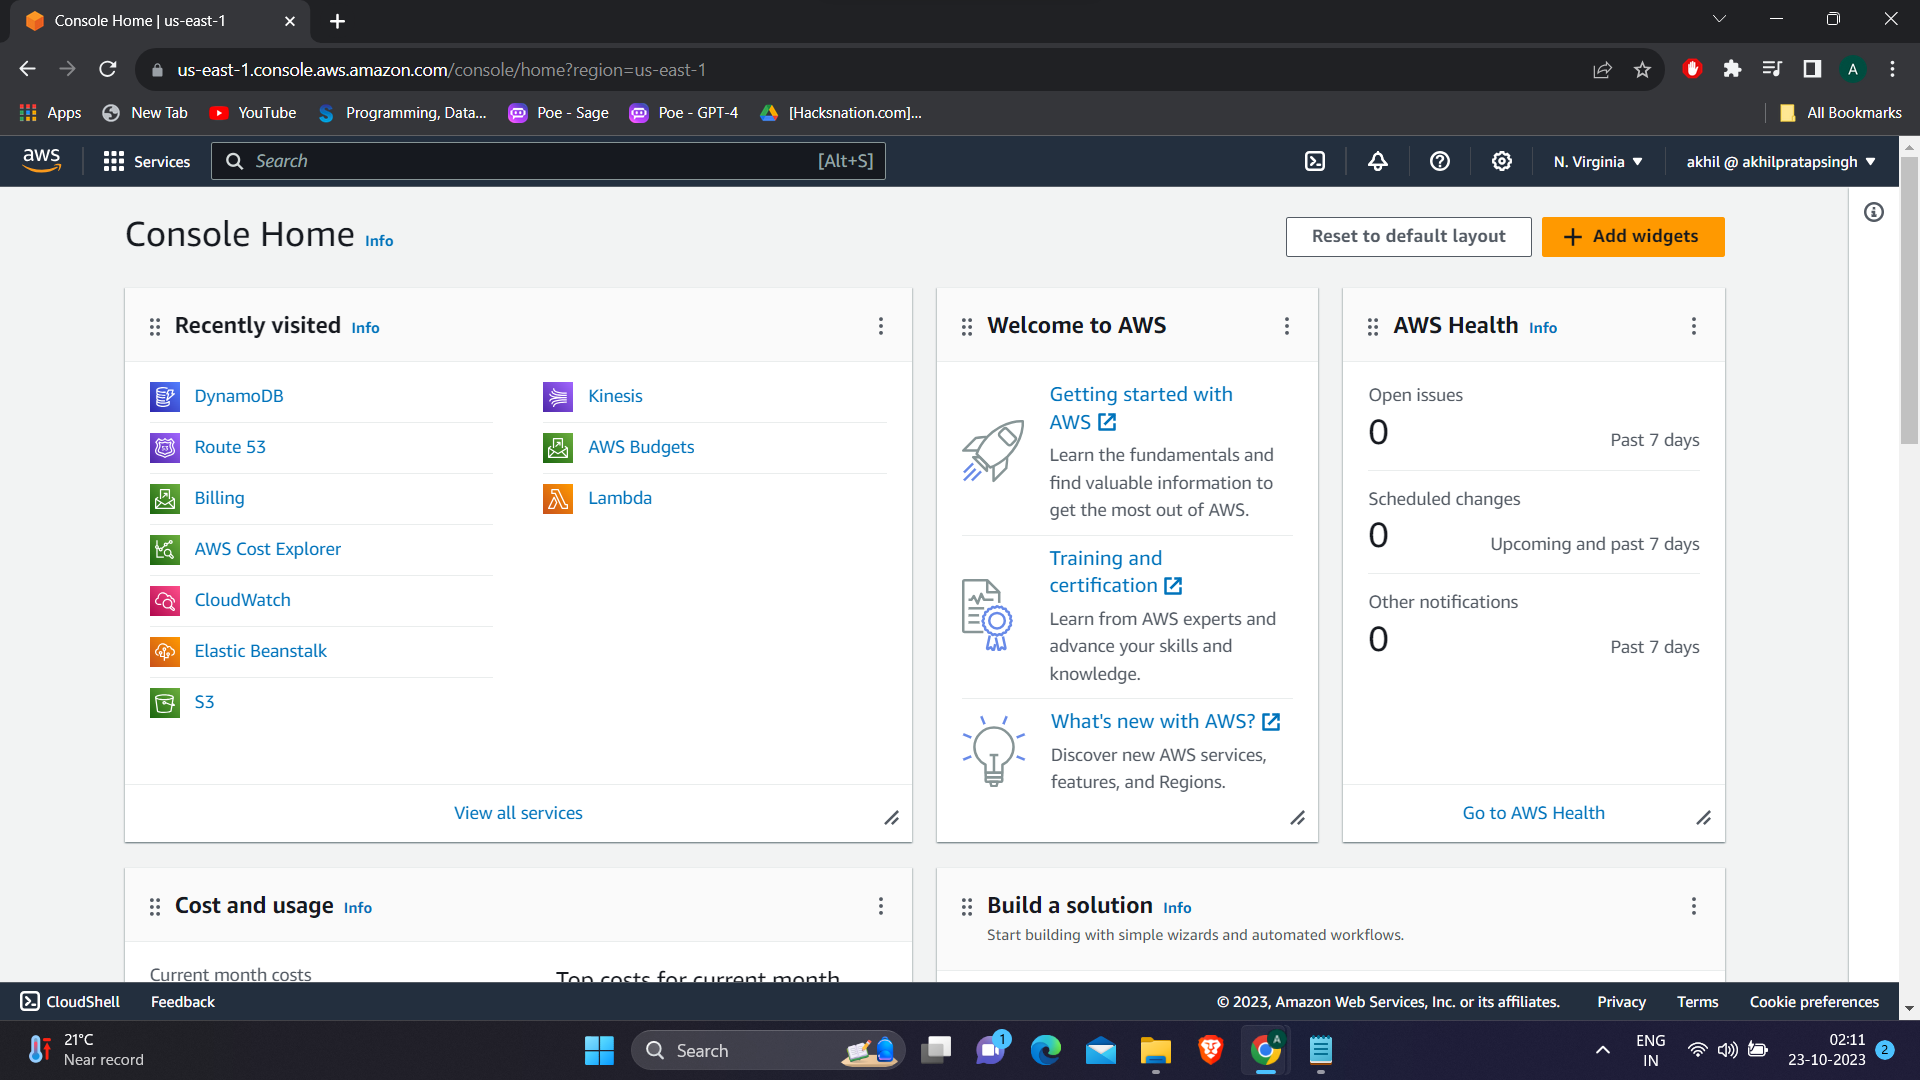 Console Home | us-east-1
us-east-1.console.aws.amazon.com/console/home?region=us-east-1
A
Apps
New Tab
YouTube
Programming, Data...
Poe - Sage
Poe - GPT-4
[Hacksnation.com]...
All Bookmarks
aws
Services
Search
[Alt+S]
N. Virginia
akhil @ akhilpratapsingh
Console Home Info
Reset to default layout
Add widgets
Recently visited Info
DynamoDB
Route 53
Billing
AWS Cost Explorer
CloudWatch
Elastic Beanstalk
S3
Kinesis
AWS Budgets
Lambda
View all services
Welcome to AWS
Getting started with
AWS
Learn the fundamentals and
find valuable information to
get the most out of AWS.
Training and
certification
Learn from AWS experts and
advance your skills and
knowledge.
What's new with AWS?
Discover new AWS services,
features, and Regions.
AWS Health Info
Open issues
0
Past 7 days
Scheduled changes
0
Upcoming and past 7 days
Other notifications
0
Past 7 days
Go to AWS Health
Cost and usage Info
Current month costs
Top costs for current month
Build a solution Info
Start building with simple wizards and automated workflows.
CloudShell
Feedback
© 2023, Amazon Web Services, Inc. or its affiliates.
Privacy
Terms
Cookie preferences
21°C
Near record
Search
1
A
ENG
IN
02:11
23-10-2023
2